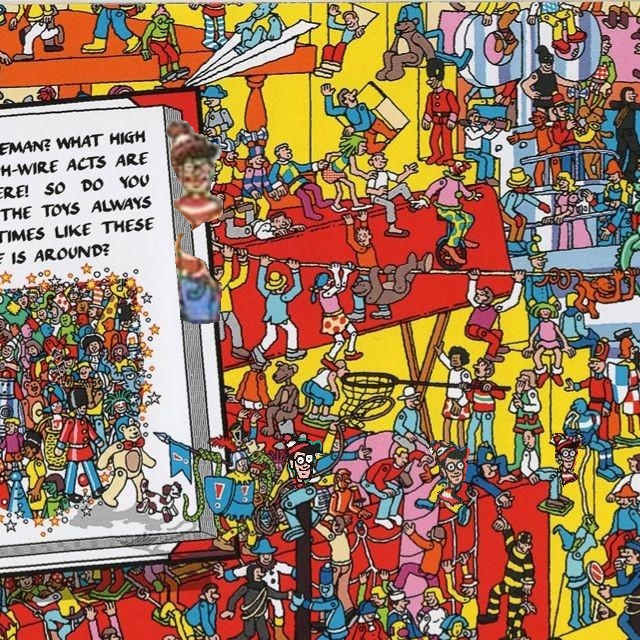 EMAN? WHAT HIGH
H-WIRE ACTS ARE
ERE! SO DO YOU
THE TOYS ALWAYS
TIMES LIKE THESE
E IS AROUND?
! !